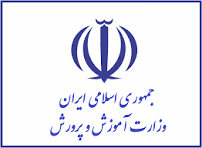 جمهوری اسلامی ایران
وزارت آموزش و پرورش